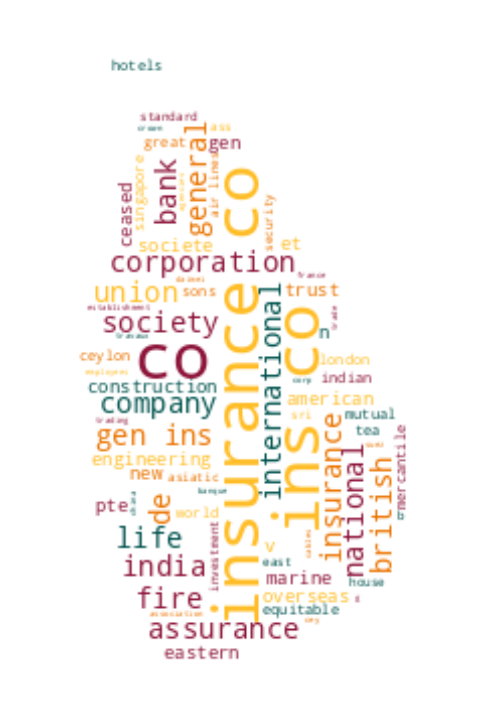 hotels
standard
crown
ass
great
gen
general
bank
singapore
ceased
air lines
security
insurance co
societe
et
corporation
france
union
sons
trust
establishment
society
international
ins co
n
trade
travaux
co
ceylon
london
employees
corp
indian
construction
company
american
sri
mutual
trading
tea
gen ins
insurance
national
british
mercantile
suez
engineering
new
asiatic
banque
pte
de
world
investment
life
v
cables
east
india
marine
house
fire
overseas
equitable
association
assurance
eastern